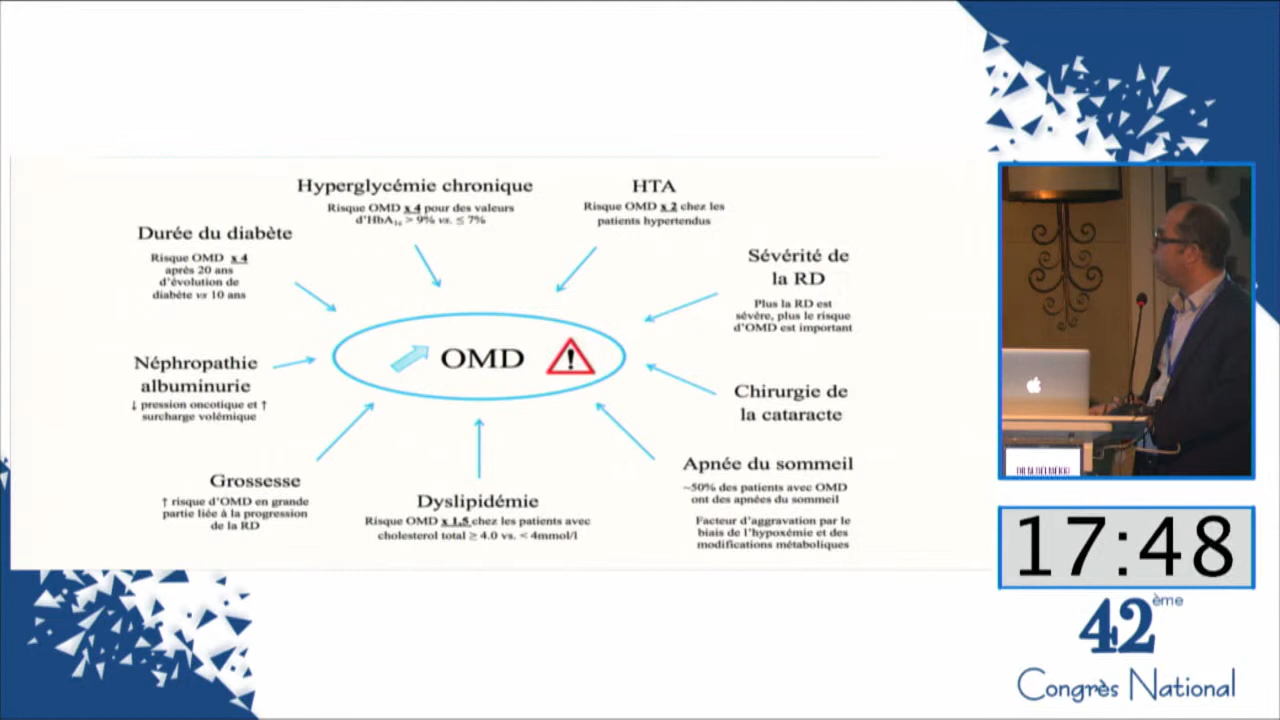 Hyperglycémie chronique
Risque OMD x 4 pour des valeurs
d'HbA1c > 9% vs. ≤ 7%
HTA
Risque OMD x 2 chez les
patients hypertendus
Durée du diabète
Risque OMD x 4
après 20 ans
d'évolution de
diabète vs 10 ans
Sévérité de
la RD
Plus la RD est
sévère, plus le risque
d'OMD est important
OMD
!
Néphropathie
albuminurie
↓ pression oncotique et ↑
surcharge volémique
Chirurgie de
la cataracte
Grossesse
↑ risque d'OMD en grande
partie liée à la progression
de la RD
Dyslipidémie
Risque OMD x 1,5 chez les patients avec
cholesterol total ≥ 4.0 vs. < 4mmol/l
Apnée du sommeil
~50% des patients avec OMD
ont des apnées du sommeil
Facteur d'aggravation par le
biais de l'hypoxémie et des
modifications métaboliques
17:48
42ème
Congrès National